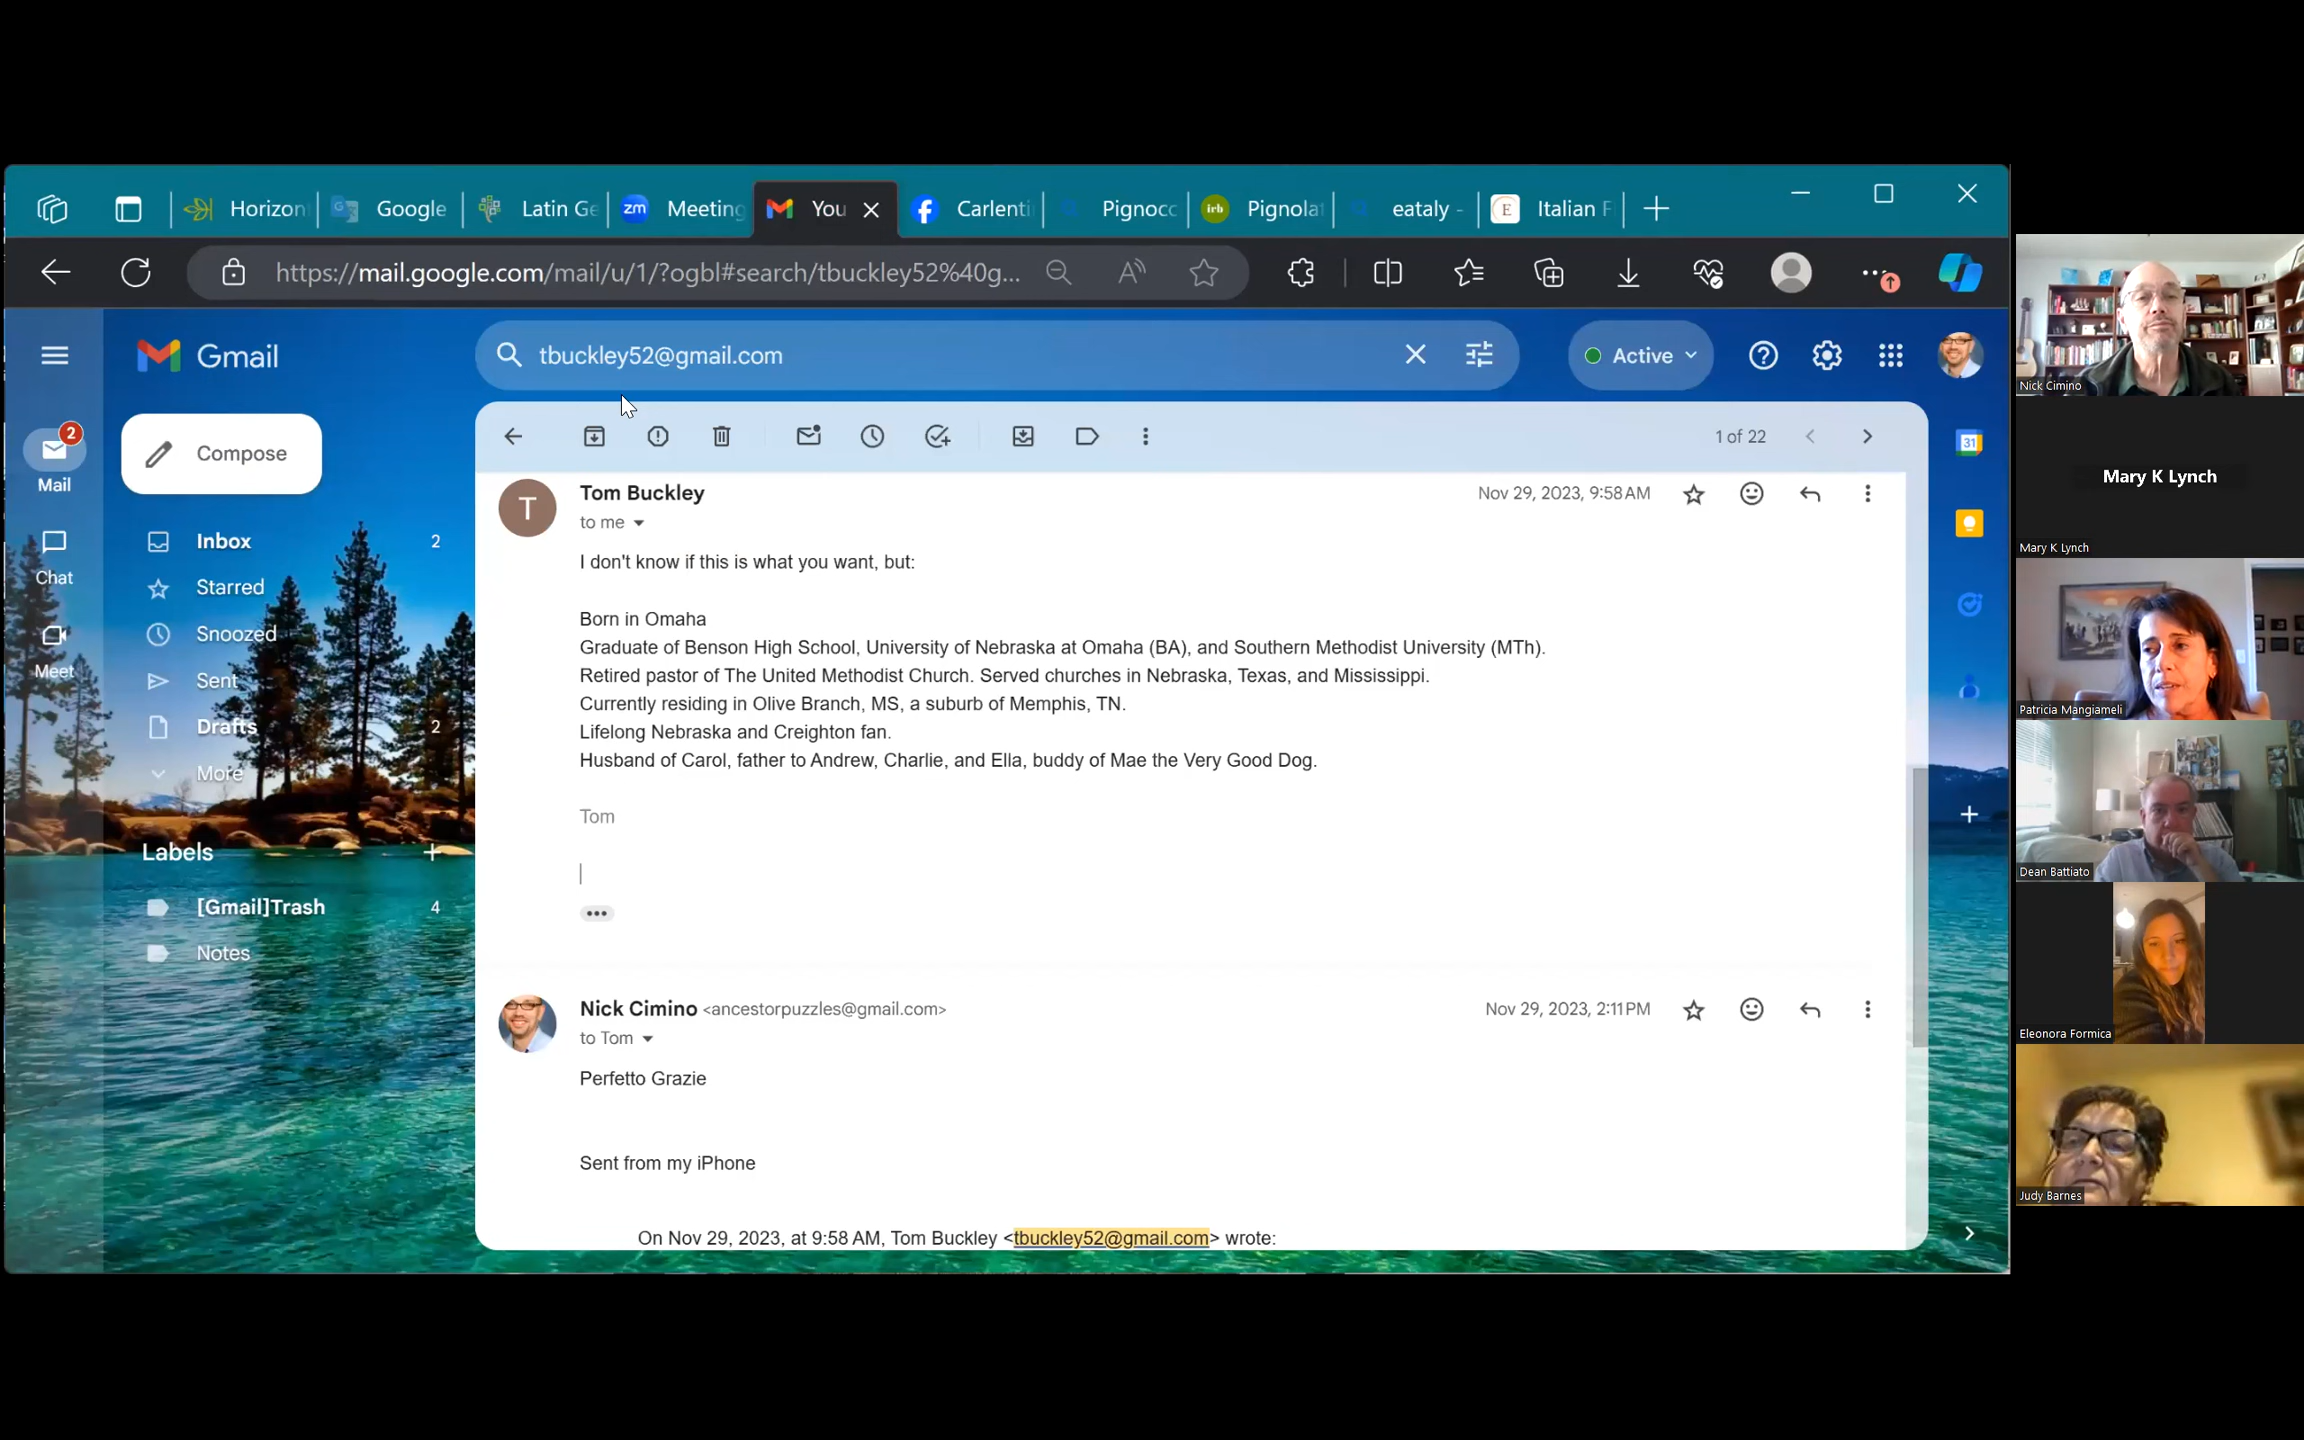 Horizon
Google
Latin Ge
zm
Meeting
You
Carlenti
Pignocc
irb
Pignolat
eataly -
E
Italian F
https://mail.google.com/mail/u/1/?ogbl#search/tbuckley52%40g...
Gmail
tbuckley52@gmail.com
Active
2
Mail
Compose
1 of 22
31
Chat
Meet
Inbox 2
Starred
Snoozed
Sent
Drafts 2
More
Labels
[Gmail]Trash 4
Notes
T
Tom Buckley
Nov 29, 2023, 9:58 AM
to me
I don't know if this is what you want, but:
Born in Omaha
Graduate of Benson High School, University of Nebraska at Omaha (BA), and Southern Methodist University (MTh).
Retired pastor of The United Methodist Church. Served churches in Nebraska, Texas, and Mississippi.
Currently residing in Olive Branch, MS, a suburb of Memphis, TN.
Lifelong Nebraska and Creighton fan.
Husband of Carol, father to Andrew, Charlie, and Ella, buddy of Mae the Very Good Dog.
Tom
Nick Cimino <ancestorpuzzles@gmail.com>
Nov 29, 2023, 2:11 PM
to Tom
Perfetto Grazie
Sent from my iPhone
On Nov 29, 2023, at 9:58 AM, Tom Buckley <tbuckley52@gmail.com> wrote:
Nick Cimino
Mary K Lynch
Mary K Lynch
Patricia Mangiameli
Dean Battiato
Eleonora Formica
Judy Barnes